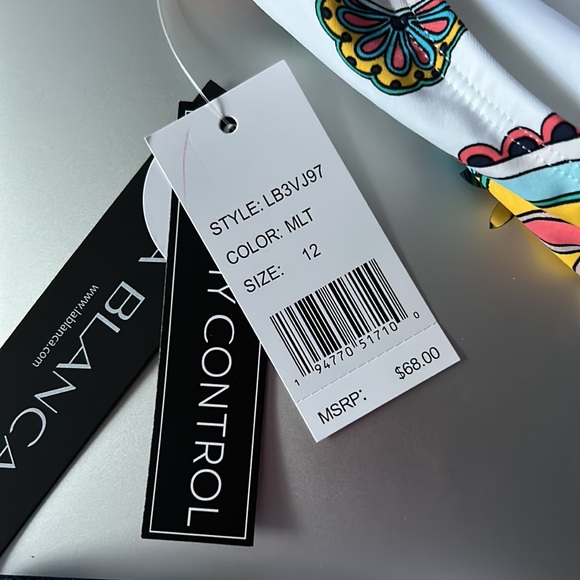 STYLE: LB3VJ97
COLOR: MLT
SIZE: 12
1 94770 51710 0
MSRP: $68.00
Y CONTROL
A BLANCA
www.lablanca.com